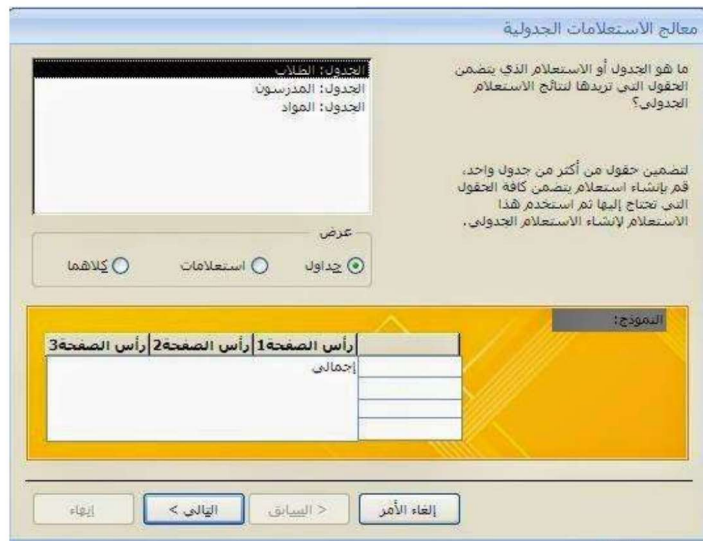 معالج الاستعلامات الجدولية
ما هو الجدول أو الاستعلام الذي يتضمن
الحقول التي تريدها لنتائج الاستعلام
الجدولي؟
لتضمين حقول من أكثر من جدول واحد،
قم بإنشاء استعلام يتضمن كافة الحقول
التي تحتاج إليها ثم استخدم هذا
الاستعلام لإنشاء الاستعلام الجدولي.
الجدول: الطلاب
الجدول: المدرسون
الجدول: المواد
عرض
جداول
استعلامات
كلاهما
النموذج:
رأس الصفحة1 رأس الصفحة2 رأس الصفحة3
إجمالي
إلغاء الأمر
< السابق
التالي >
إنهاء